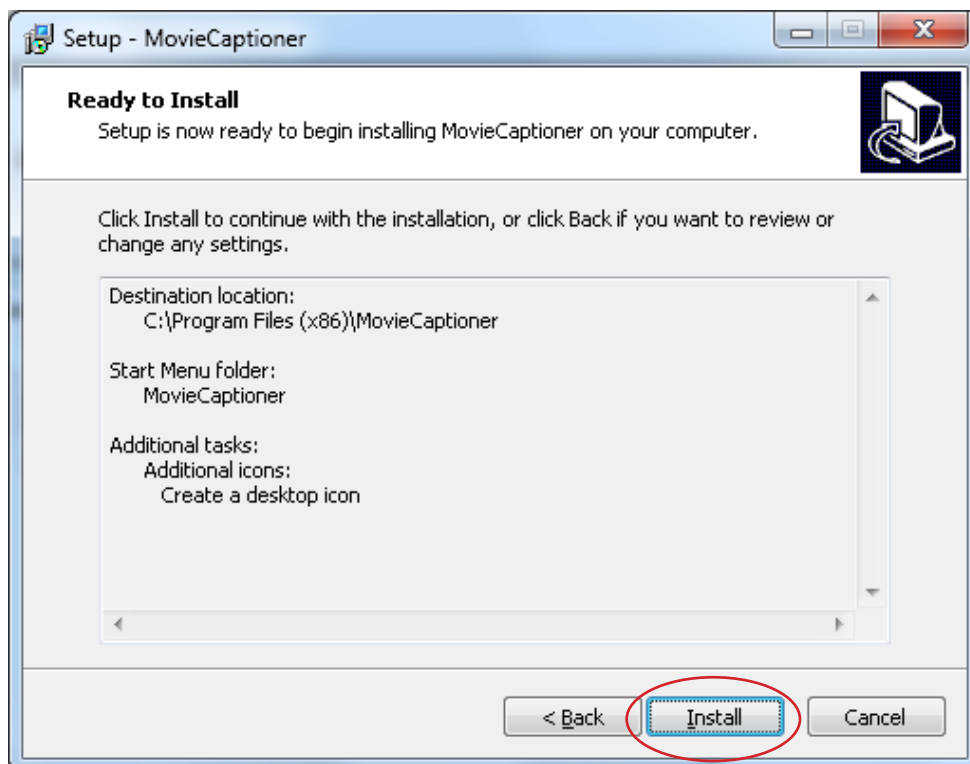 Setup - MovieCaptioner
Ready to Install
Setup is now ready to begin installing MovieCaptioner on your computer.
Click Install to continue with the installation, or click Back if you want to review or
change any settings.
Destination location:
C:\Program Files (x86)\MovieCaptioner
Start Menu folder:
MovieCaptioner
Additional tasks:
Additional icons:
Create a desktop icon
< Back
Install
Cancel